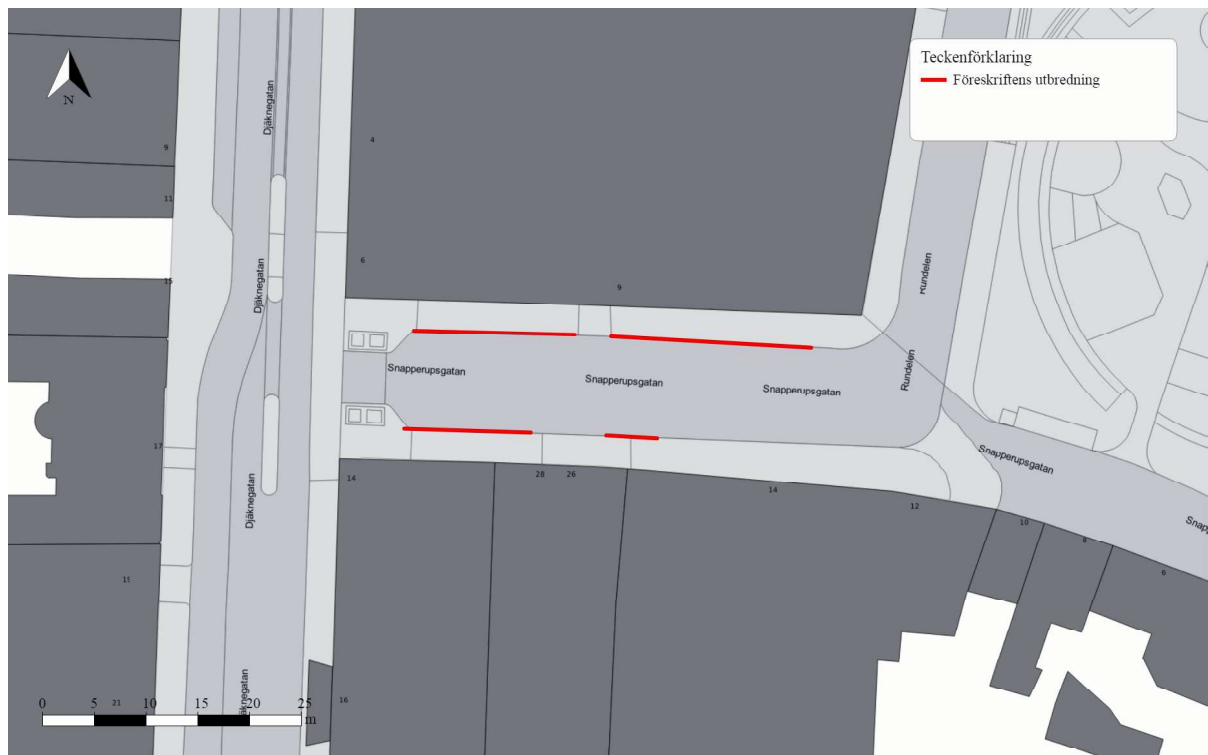 Teckenförklaring
Föreskriftens utbredning
N
Djäknegatan
4
9
11
Djäknegatan
6
9
15
Rundelen
Snapperupsgatan
Snapperupsgatan
Snapperupsgatan
Rundelen
17
14
28
26
14
12
Snapperupsgatan
Djäknegatan
10
8
6
0 5 21 10 15 20 25
m
16